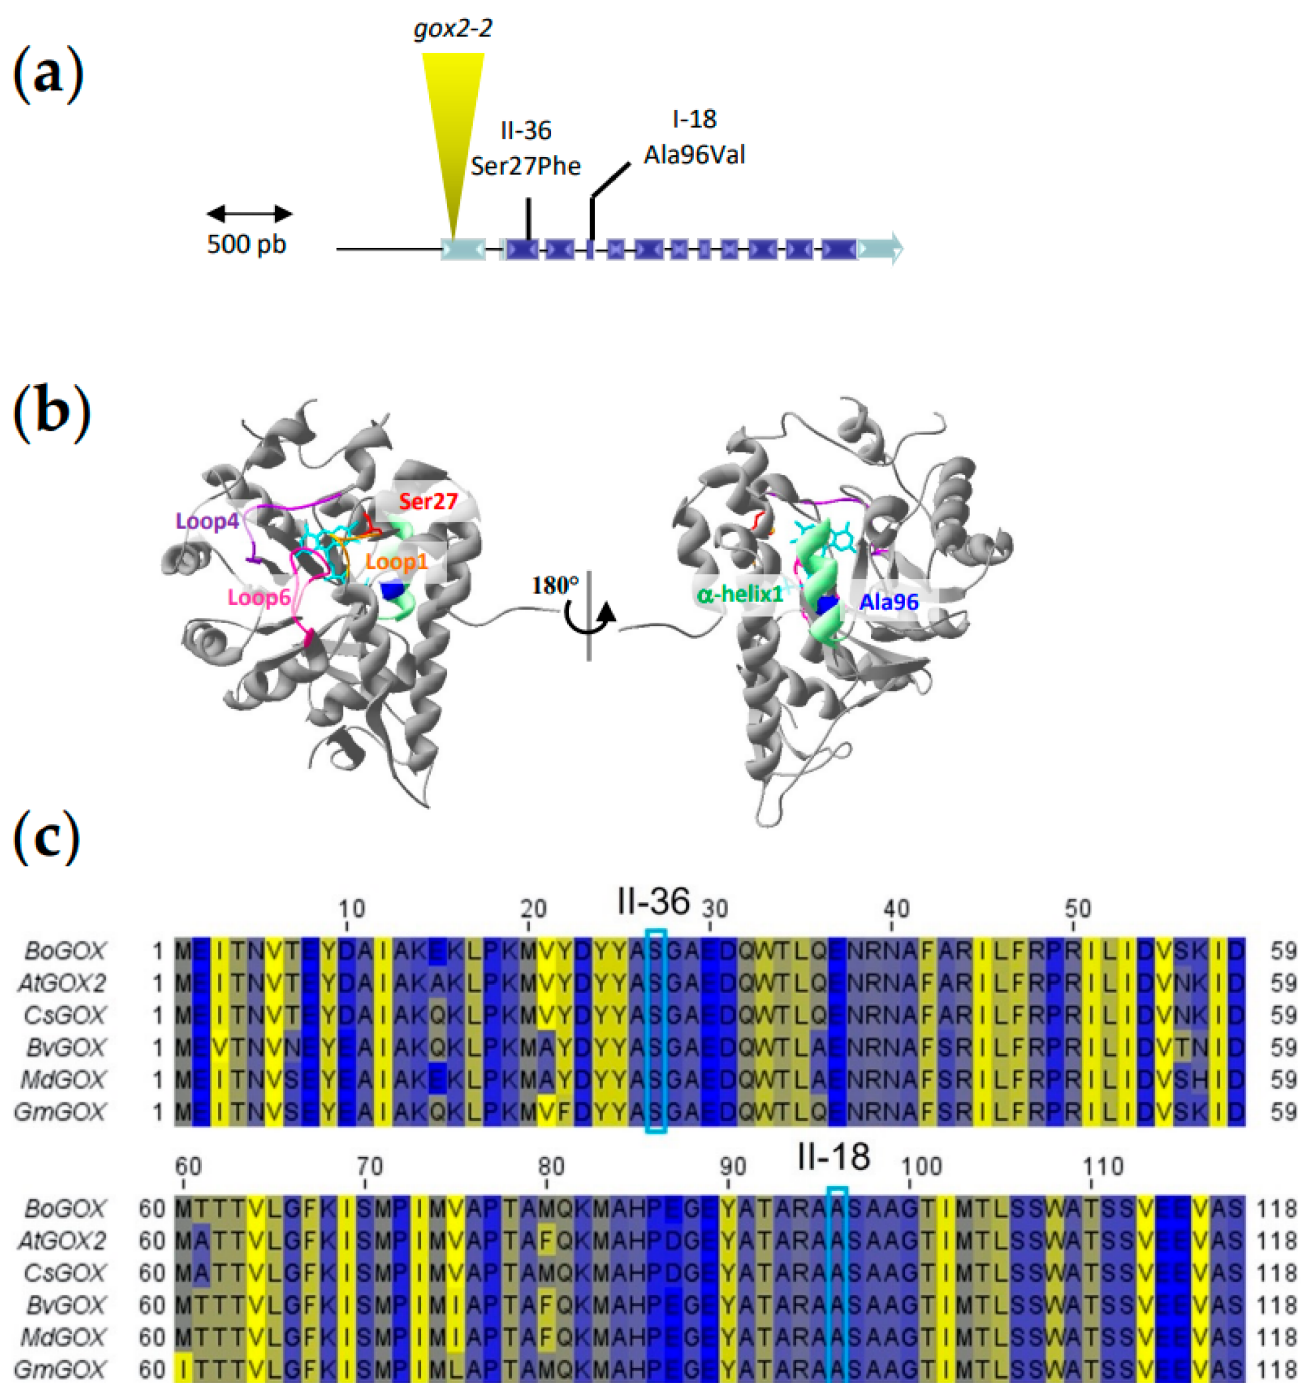 (a)
gox2-2
II-36
Ser27Phe
I-18
Ala96Val
500 pb
(b)
Loop4
Ser27
Loop1
Loop6
180°
α-helix1
Ala96
(c)
II-36
10 20 30 40 50
BoGOX 1 MEITNVTEYDAIAKEKLPKMVYDYYASGAEDQWTLQENRNAFARILFRPRILIDVSKID 59
AtGOX2 1 MEITNVTEYDAIAKAKLPKMVYDYYASGAEDQWTLQENRNAFARILFRPRILIDVNKID 59
CsGOX 1 MEITNVTEYDAIAKQKLPKMVYDYYASGAEDQWTLQENRNAFSRILFRPRILIDVNKID 59
BvGOX 1 MEVTNVNEYEAIAKQKLPKMAYDYYASGAEDQWTLQENRNAFSRILFRPRILIDVTNID 59
MdGOX 1 MEITNVSEYEAIAKEKLPKMAYDYYASGAEDQWTLAENRNAFSRILFRPRILIDVSHID 59
GmGOX 1 MEITNVSEYEAIAKQKLPKMVFDYYASGAEDQWTLQENRNAFSRILFRPRILIDVSKID 59
II-18
60 70 80 90 100 110
BoGOX 60 MTTTVLGFKISMPIMVAPTAMQKMAHPEGEYATARAASAAGTIMTLSSWATSSVEEVAS 118
AtGOX2 60 MATTVLGFKISMPIMVAPTAFQKMAHPDGEYATARAASAAGTIMTLSSWATSSVEEVAS 118
CsGOX 60 MATTVLGFKISMPIMVAPTAMQKMAHPDGEYATARAASAAGTIMTLSSWATSSVEEVAS 118
BvGOX 60 MTTTVLGFKISMPIMIAPTAFQKMAHPEGEYATARAASAAGTIMTLSSWATSSVEEVAS 118
MdGOX 60 MTTTVLGFKISMPIMIAPTAFQKMAHPEGEYATARAASAAGTIMTLSSWATSSVEEVAS 118
GmGOX 60 ITTTVLGFKISMPIMLAPTAMQKMAHPEGEYATARAASAAGTIMTLSSWATSSVEEVAS 118